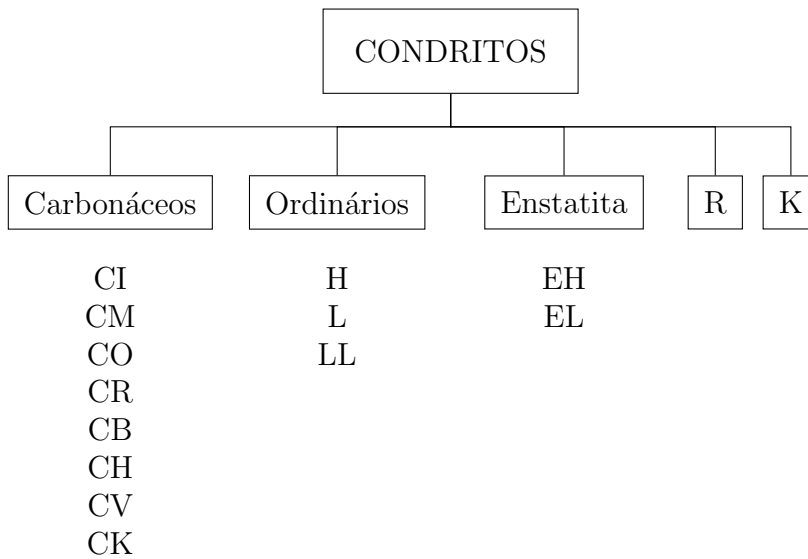 CONDRITOS
Carbonáceos Ordinários Enstatita R K
CI H EH
CM L EL
CO LL
CR
CB
CH
CV
CK